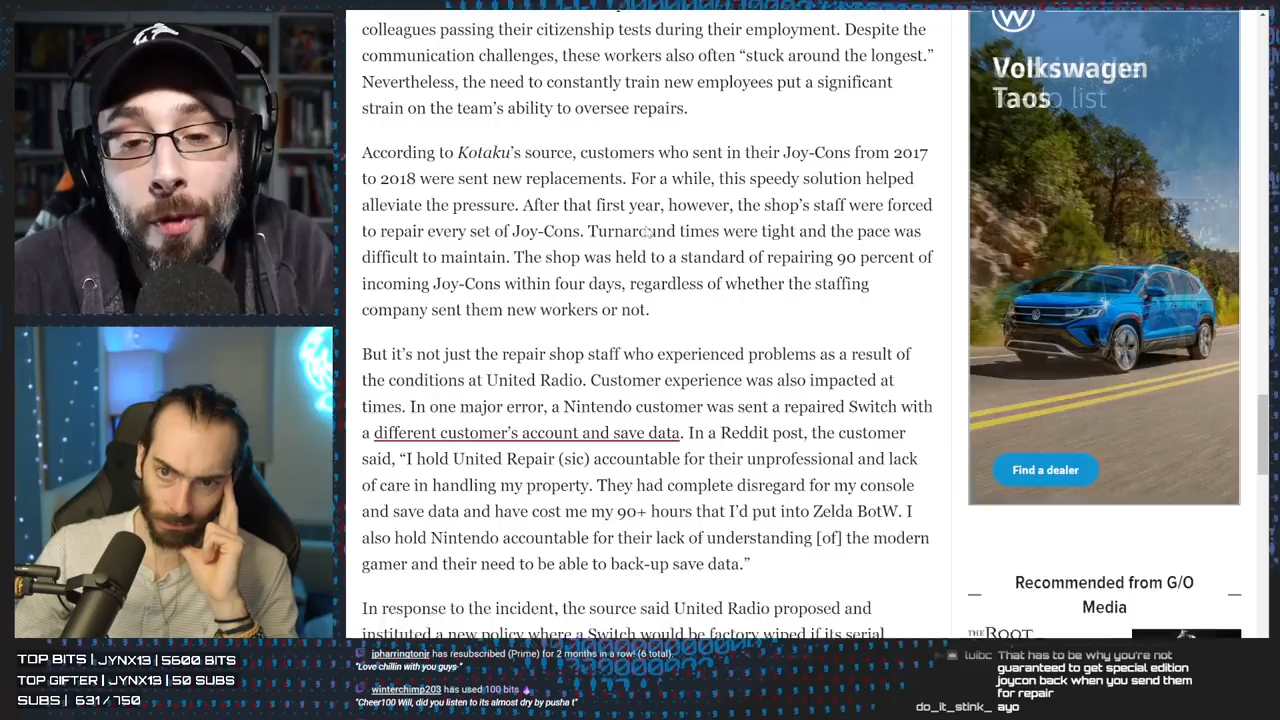 colleagues passing their citizenship tests during their employment. Despite the
communication challenges, these workers also often “stuck around the longest.”
Nevertheless, the need to constantly train new employees put a significant
strain on the team’s ability to oversee repairs.
According to Kotaku’s source, customers who sent in their Joy-Cons from 2017
to 2018 were sent new replacements. For a while, this speedy solution helped
alleviate the pressure. After that first year, however, the shop’s staff were forced
to repair every set of Joy-Cons. Turnaround times were tight and the pace was
difficult to maintain. The shop was held to a standard of repairing 90 percent of
incoming Joy-Cons within four days, regardless of whether the staffing
company sent them new workers or not.
But it’s not just the repair shop staff who experienced problems as a result of
the conditions at United Radio. Customer experience was also impacted at
times. In one major error, a Nintendo customer was sent a repaired Switch with
a different customer’s account and save data. In a Reddit post, the customer
said, “I hold United Repair (sic) accountable for their unprofessional and lack
of care in handling my property. They had complete disregard for my console
and save data and have cost me my 90+ hours that I’d put into Zelda BotW. I
also hold Nintendo accountable for their lack of understanding [of] the modern
gamer and their need to be able to back-up save data.”
In response to the incident, the source said United Radio proposed and
instituted a new policy where a Switch would be factory wiped if its serial
Volkswagen
Taos
list
Find a dealer
Recommended from G/O
Media
THE ROOT
TOP BITS | JYNX13 | 5600 BITS
TOP GIFTER | JYNX13 | 50 SUBS
SUBS | 631/750
jpharringtonjr has resubscribed (Prime) for 2 months in a row! (6 total)
"Love chillin with you guys"
winterchimp203 has used 100 bits
"Cheer100 Will, did you listen to its almost dry by pusha t"
luibc That has to be why you're not
guaranteed to get special edition
joycon back when you send them
for repair
do_it_stink_ ayo